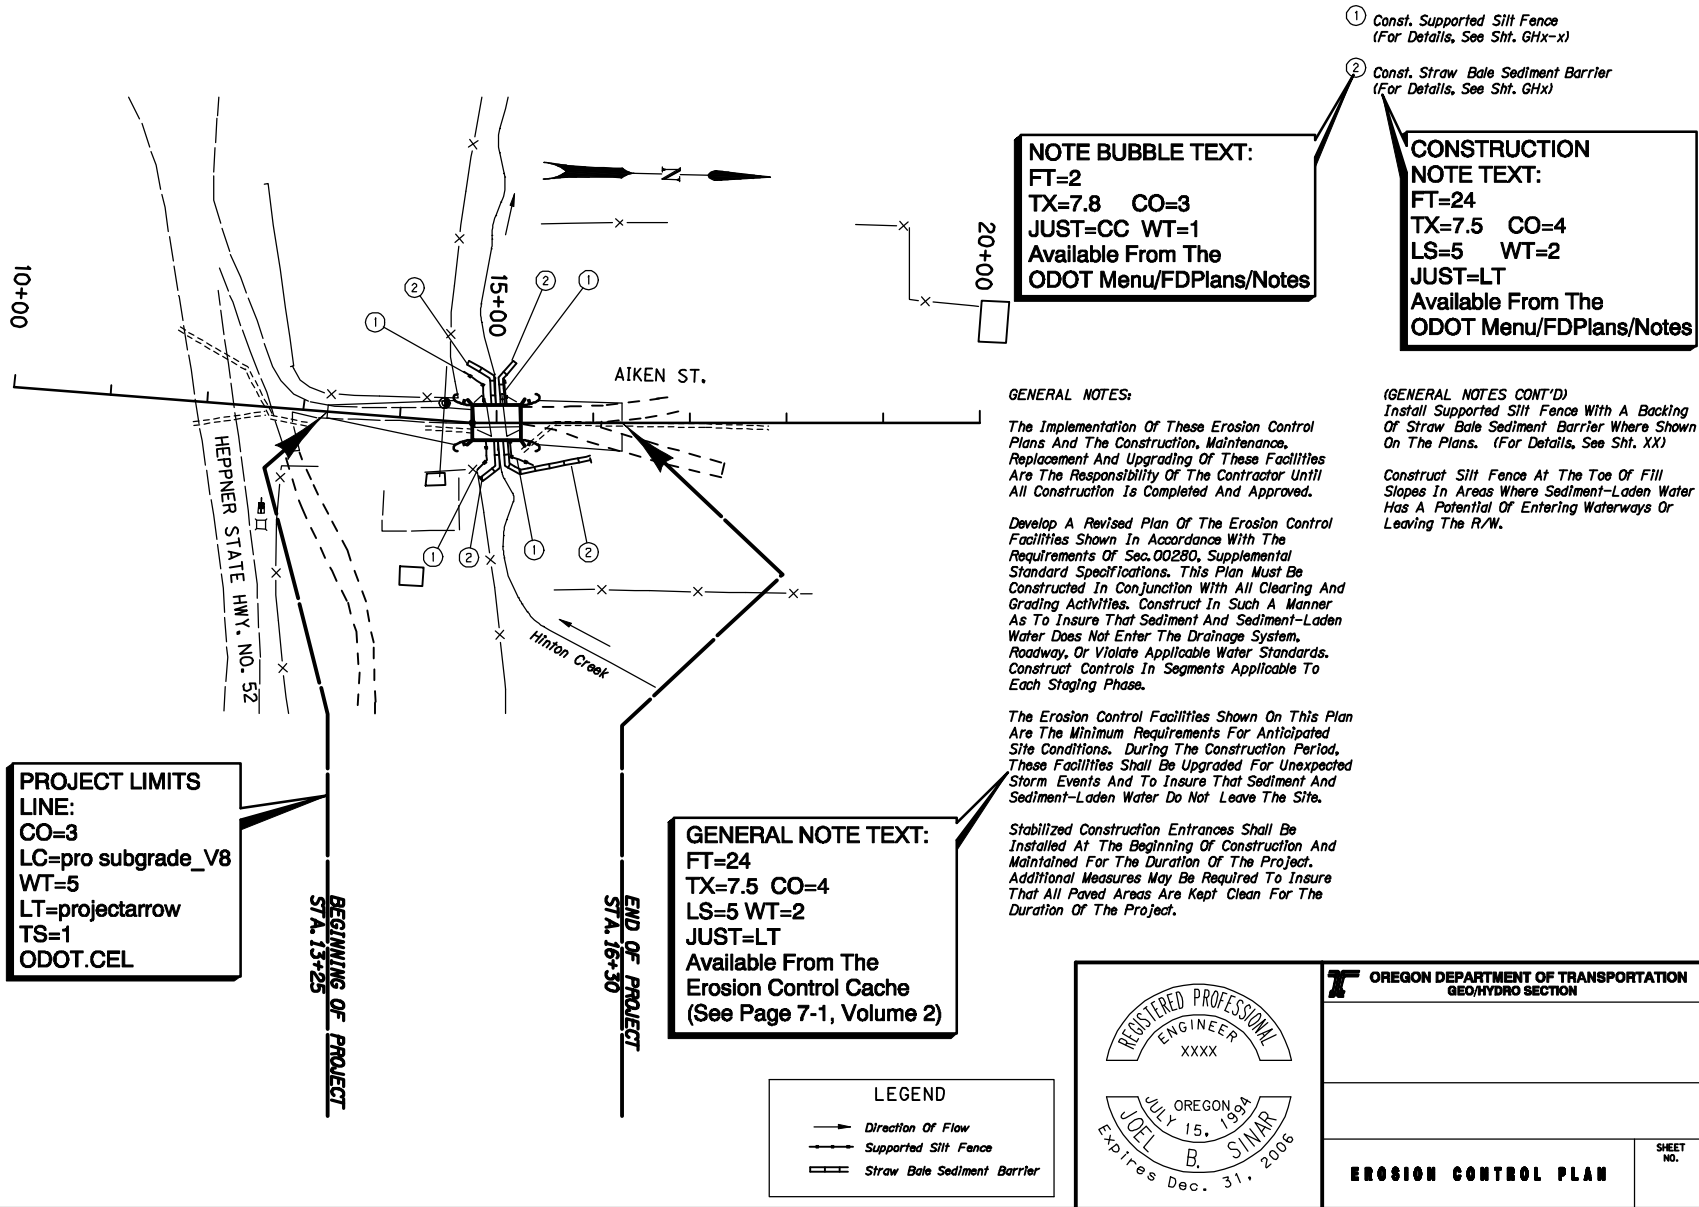 1 Const. Supported Silt Fence
(For Details, See Sht. GHx-x)
2 Const. Straw Bale Sediment Barrier
(For Details, See Sht. GHx)
NOTE BUBBLE TEXT:
FT=2
TX=7.8 CO=3
JUST=CC WT=1
Available From The
ODOT Menu/FDPlans/Notes
CONSTRUCTION
NOTE TEXT:
FT=24
TX=7.5 CO=4
LS=5 WT=2
JUST=LT
Available From The
ODOT Menu/FDPlans/Notes
N
10+00
15+00
20+00
2
2
1
1
AIKEN ST.
HEPPNER STATE HWY. NO. 52
1
2
1
2
Hinton Creek
GENERAL NOTES:
The Implementation Of These Erosion Control
Plans And The Construction, Maintenance,
Replacement And Upgrading Of These Facilities
Are The Responsibility Of The Contractor Until
All Construction Is Completed And Approved.
Develop A Revised Plan Of The Erosion Control
Facilities Shown In Accordance With The
Requirements Of Sec.00280, Supplemental
Standard Specifications. This Plan Must Be
Constructed In Conjunction With All Clearing And
Grading Activities. Construct In Such A Manner
As To Insure That Sediment And Sediment-Laden
Water Does Not Enter The Drainage System,
Roadway, Or Violate Applicable Water Standards.
Construct Controls In Segments Applicable To
Each Staging Phase.
The Erosion Control Facilities Shown On This Plan
Are The Minimum Requirements For Anticipated
Site Conditions. During The Construction Period,
These Facilities Shall Be Upgraded For Unexpected
Storm Events And To Insure That Sediment And
Sediment-Laden Water Do Not Leave The Site.
Stabilized Construction Entrances Shall Be
Installed At The Beginning Of Construction And
Maintained For The Duration Of The Project.
Additional Measures May Be Required To Insure
That All Paved Areas Are Kept Clean For The
Duration Of The Project.
(GENERAL NOTES CONT'D)
Install Supported Silt Fence With A Backing
Of Straw Bale Sediment Barrier Where Shown
On The Plans. (For Details, See Sht. XX)
Construct Silt Fence At The Toe Of Fill
Slopes In Areas Where Sediment-Laden Water
Has A Potential Of Entering Waterways Or
Leaving The R/W.
PROJECT LIMITS
LINE:
CO=3
LC=pro subgrade_V8
WT=5
LT=projectarrow
TS=1
ODOT.CEL
BEGINNING OF PROJECT
STA. 13+25
END OF PROJECT
STA. 16+30
GENERAL NOTE TEXT:
FT=24
TX=7.5 CO=4
LS=5 WT=2
JUST=LT
Available From The
Erosion Control Cache
(See Page 7-1, Volume 2)
LEGEND
Direction Of Flow
Supported Silt Fence
Straw Bale Sediment Barrier
REGISTERED PROFESSIONAL
ENGINEER
XXXX
OREGON
JULY 15, 1994
JOEL B. SINAR
Expires Dec. 31, 2006
OREGON DEPARTMENT OF TRANSPORTATION
GEO/HYDRO SECTION
EROSION CONTROL PLAN
SHEET
NO.